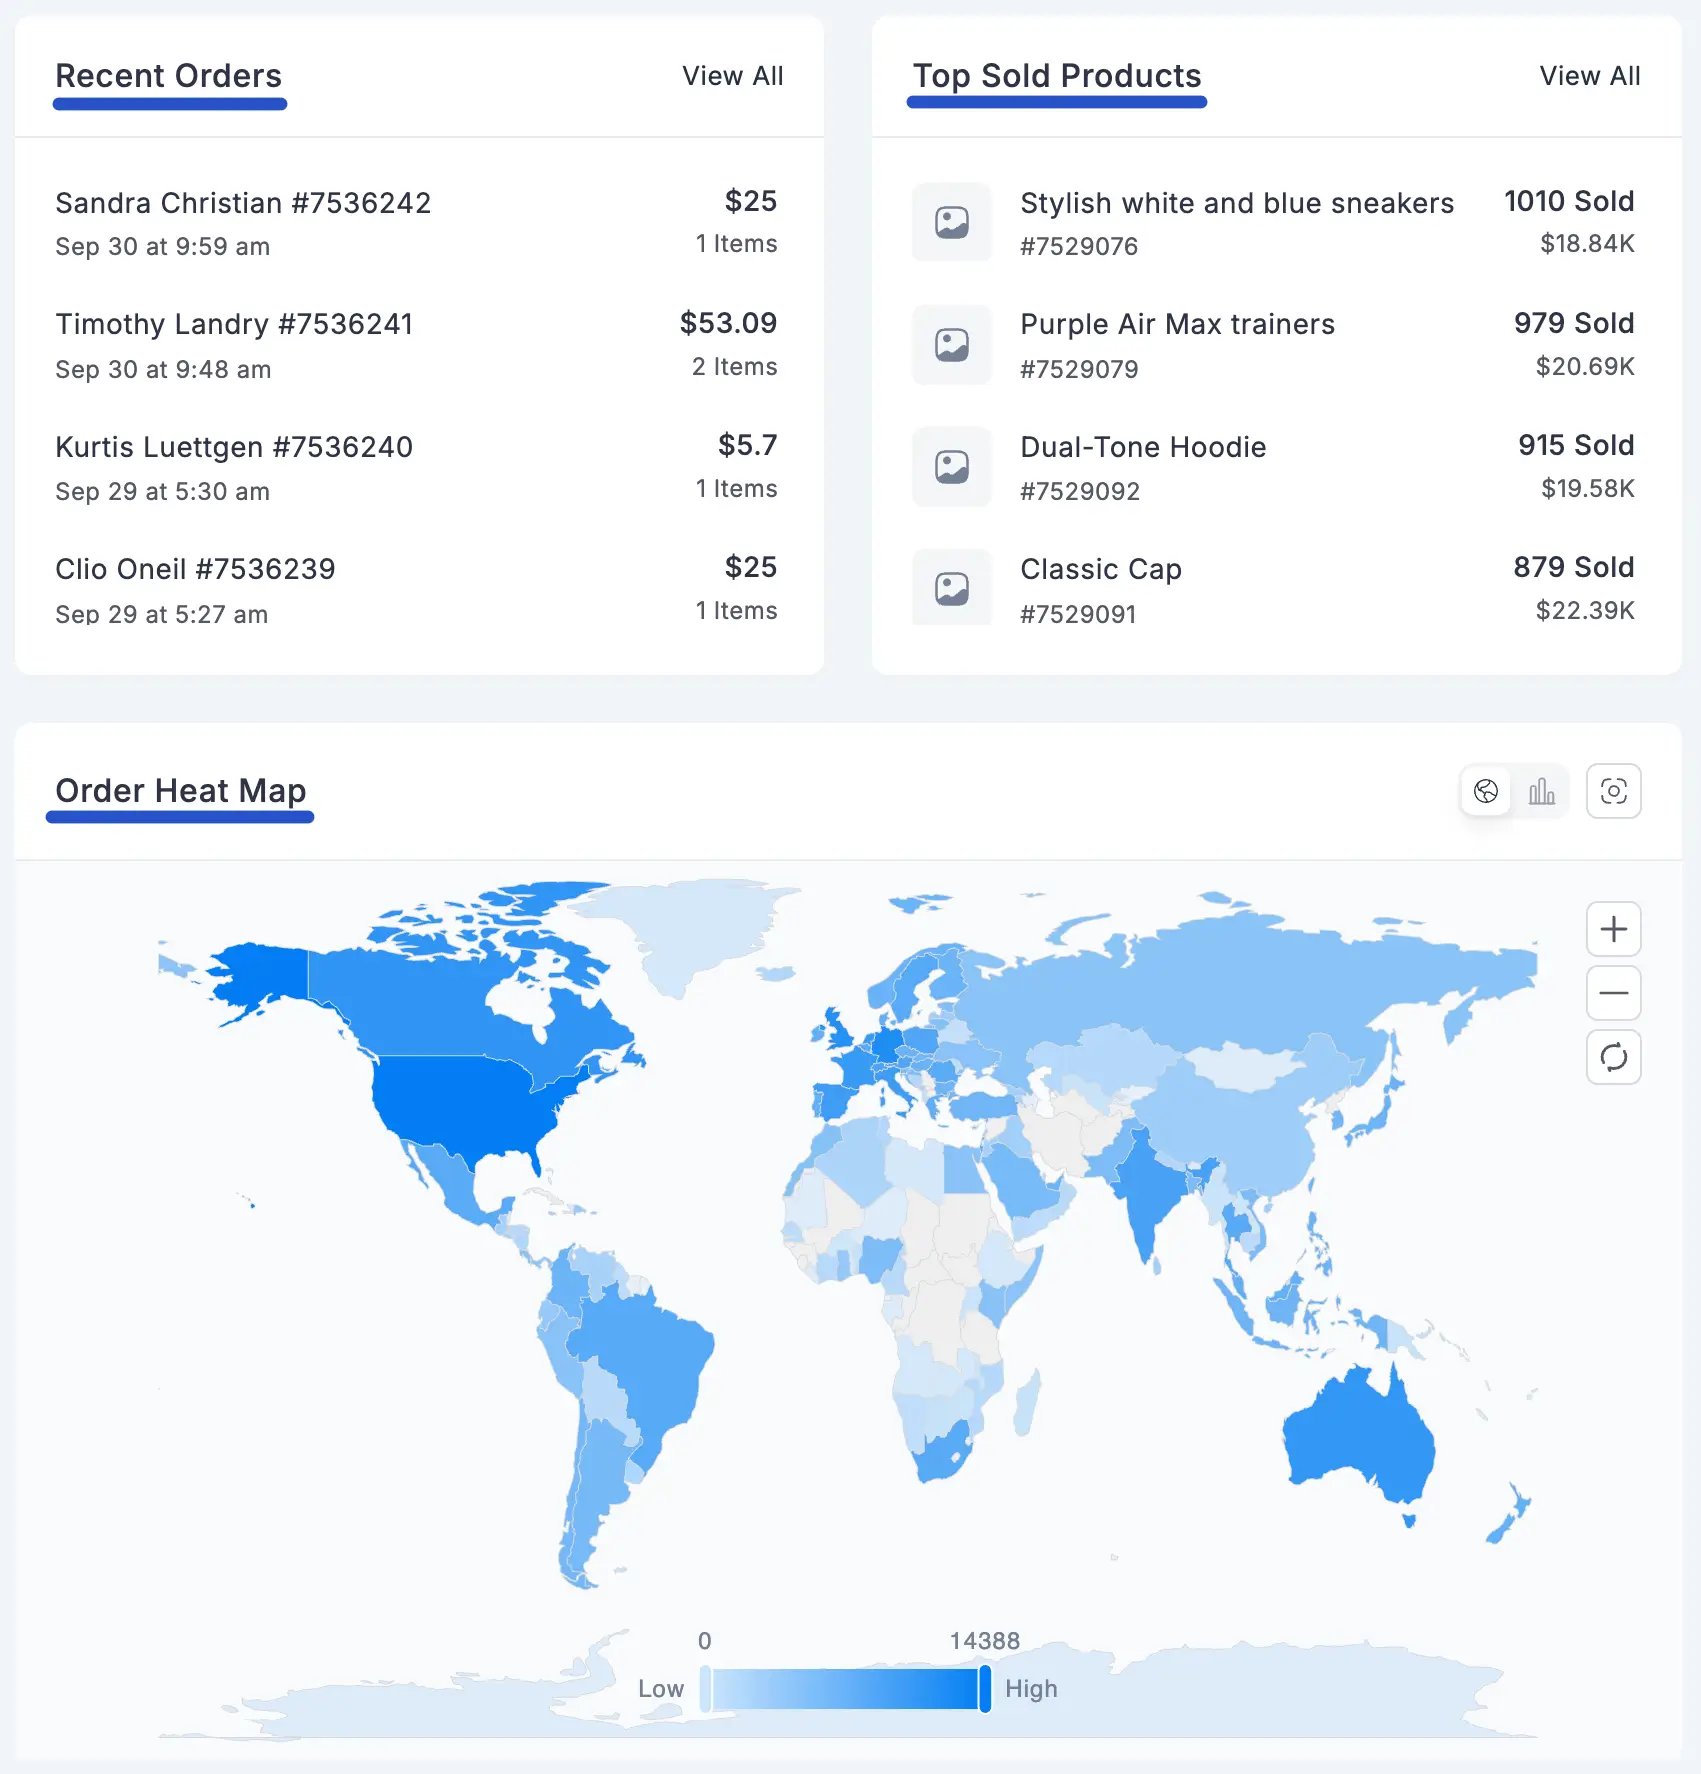 Recent Orders
View All
Sandra Christian #7536242
$25
Sep 30 at 9:59 am
1 Items
Timothy Landry #7536241
$53.09
Sep 30 at 9:48 am
2 Items
Kurtis Luettgen #7536240
$5.7
Sep 29 at 5:30 am
1 Items
Clio Oneil #7536239
$25
Sep 29 at 5:27 am
1 Items
Top Sold Products
View All
Stylish white and blue sneakers
1010 Sold
#7529076
$18.84K
Purple Air Max trainers
979 Sold
#7529079
$20.69K
Dual-Tone Hoodie
915 Sold
#7529092
$19.58K
Classic Cap
879 Sold
#7529091
$22.39K
Order Heat Map
0
14388
Low
High